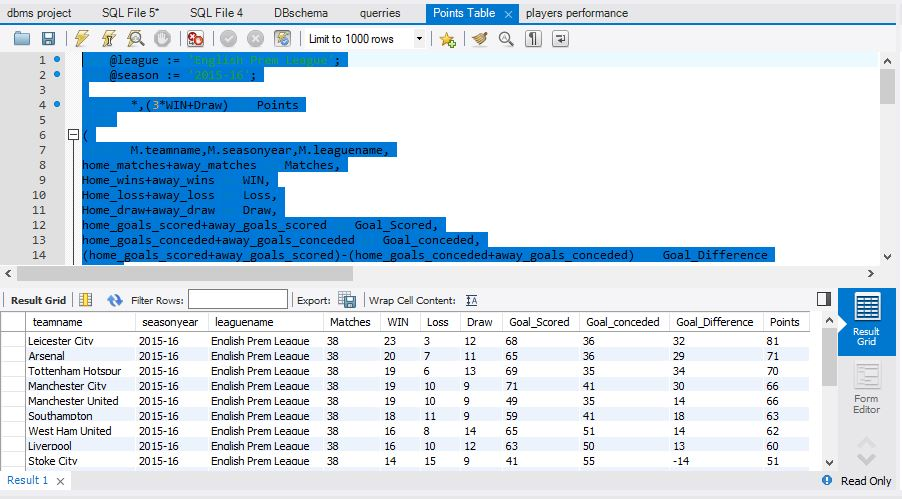 dbms project SQL File 5* SQL File 4 DBschema querries Points Table players performance
Limit to 1000 rows
1 @league := 'English Prem League';
2 @season := '2015-16';
3
4 *,(3*WIN+Draw) Points
5
6 (
7 M.teamname,M.seasonyear,M.leaguename,
8 home_matches+away_matches Matches,
9 Home_wins+away_wins WIN,
10 Home_loss+away_loss Loss,
11 Home_draw+away_draw Draw,
12 home_goals_scored+away_goals_scored Goal_Scored,
13 home_goals_conceded+away_goals_conceded Goal_conceded,
14 (home_goals_scored+away_goals_scored)-(home_goals_conceded+away_goals_conceded) Goal_Difference
Result Grid Filter Rows: Export: Wrap Cell Content:
teamname seasonyear leaguename Matches WIN Loss Draw Goal_Scored Goal_conceded Goal_Difference Points
Leicester City 2015-16 English Prem League 38 23 3 12 68 36 32 81
Arsenal 2015-16 English Prem League 38 20 7 11 65 36 29 71
Tottenham Hotspur 2015-16 English Prem League 38 19 6 13 69 35 34 70
Manchester City 2015-16 English Prem League 38 19 10 9 71 41 30 66
Manchester United 2015-16 English Prem League 38 19 10 9 49 35 14 66
Southampton 2015-16 English Prem League 38 18 11 9 59 41 18 63
West Ham United 2015-16 English Prem League 38 16 8 14 65 51 14 62
Liverpool 2015-16 English Prem League 38 16 10 12 63 50 13 60
Stoke City 2015-16 English Prem League 38 14 15 9 41 55 -14 51
Result
Grid
Form
Editor
Result 1 Read Only